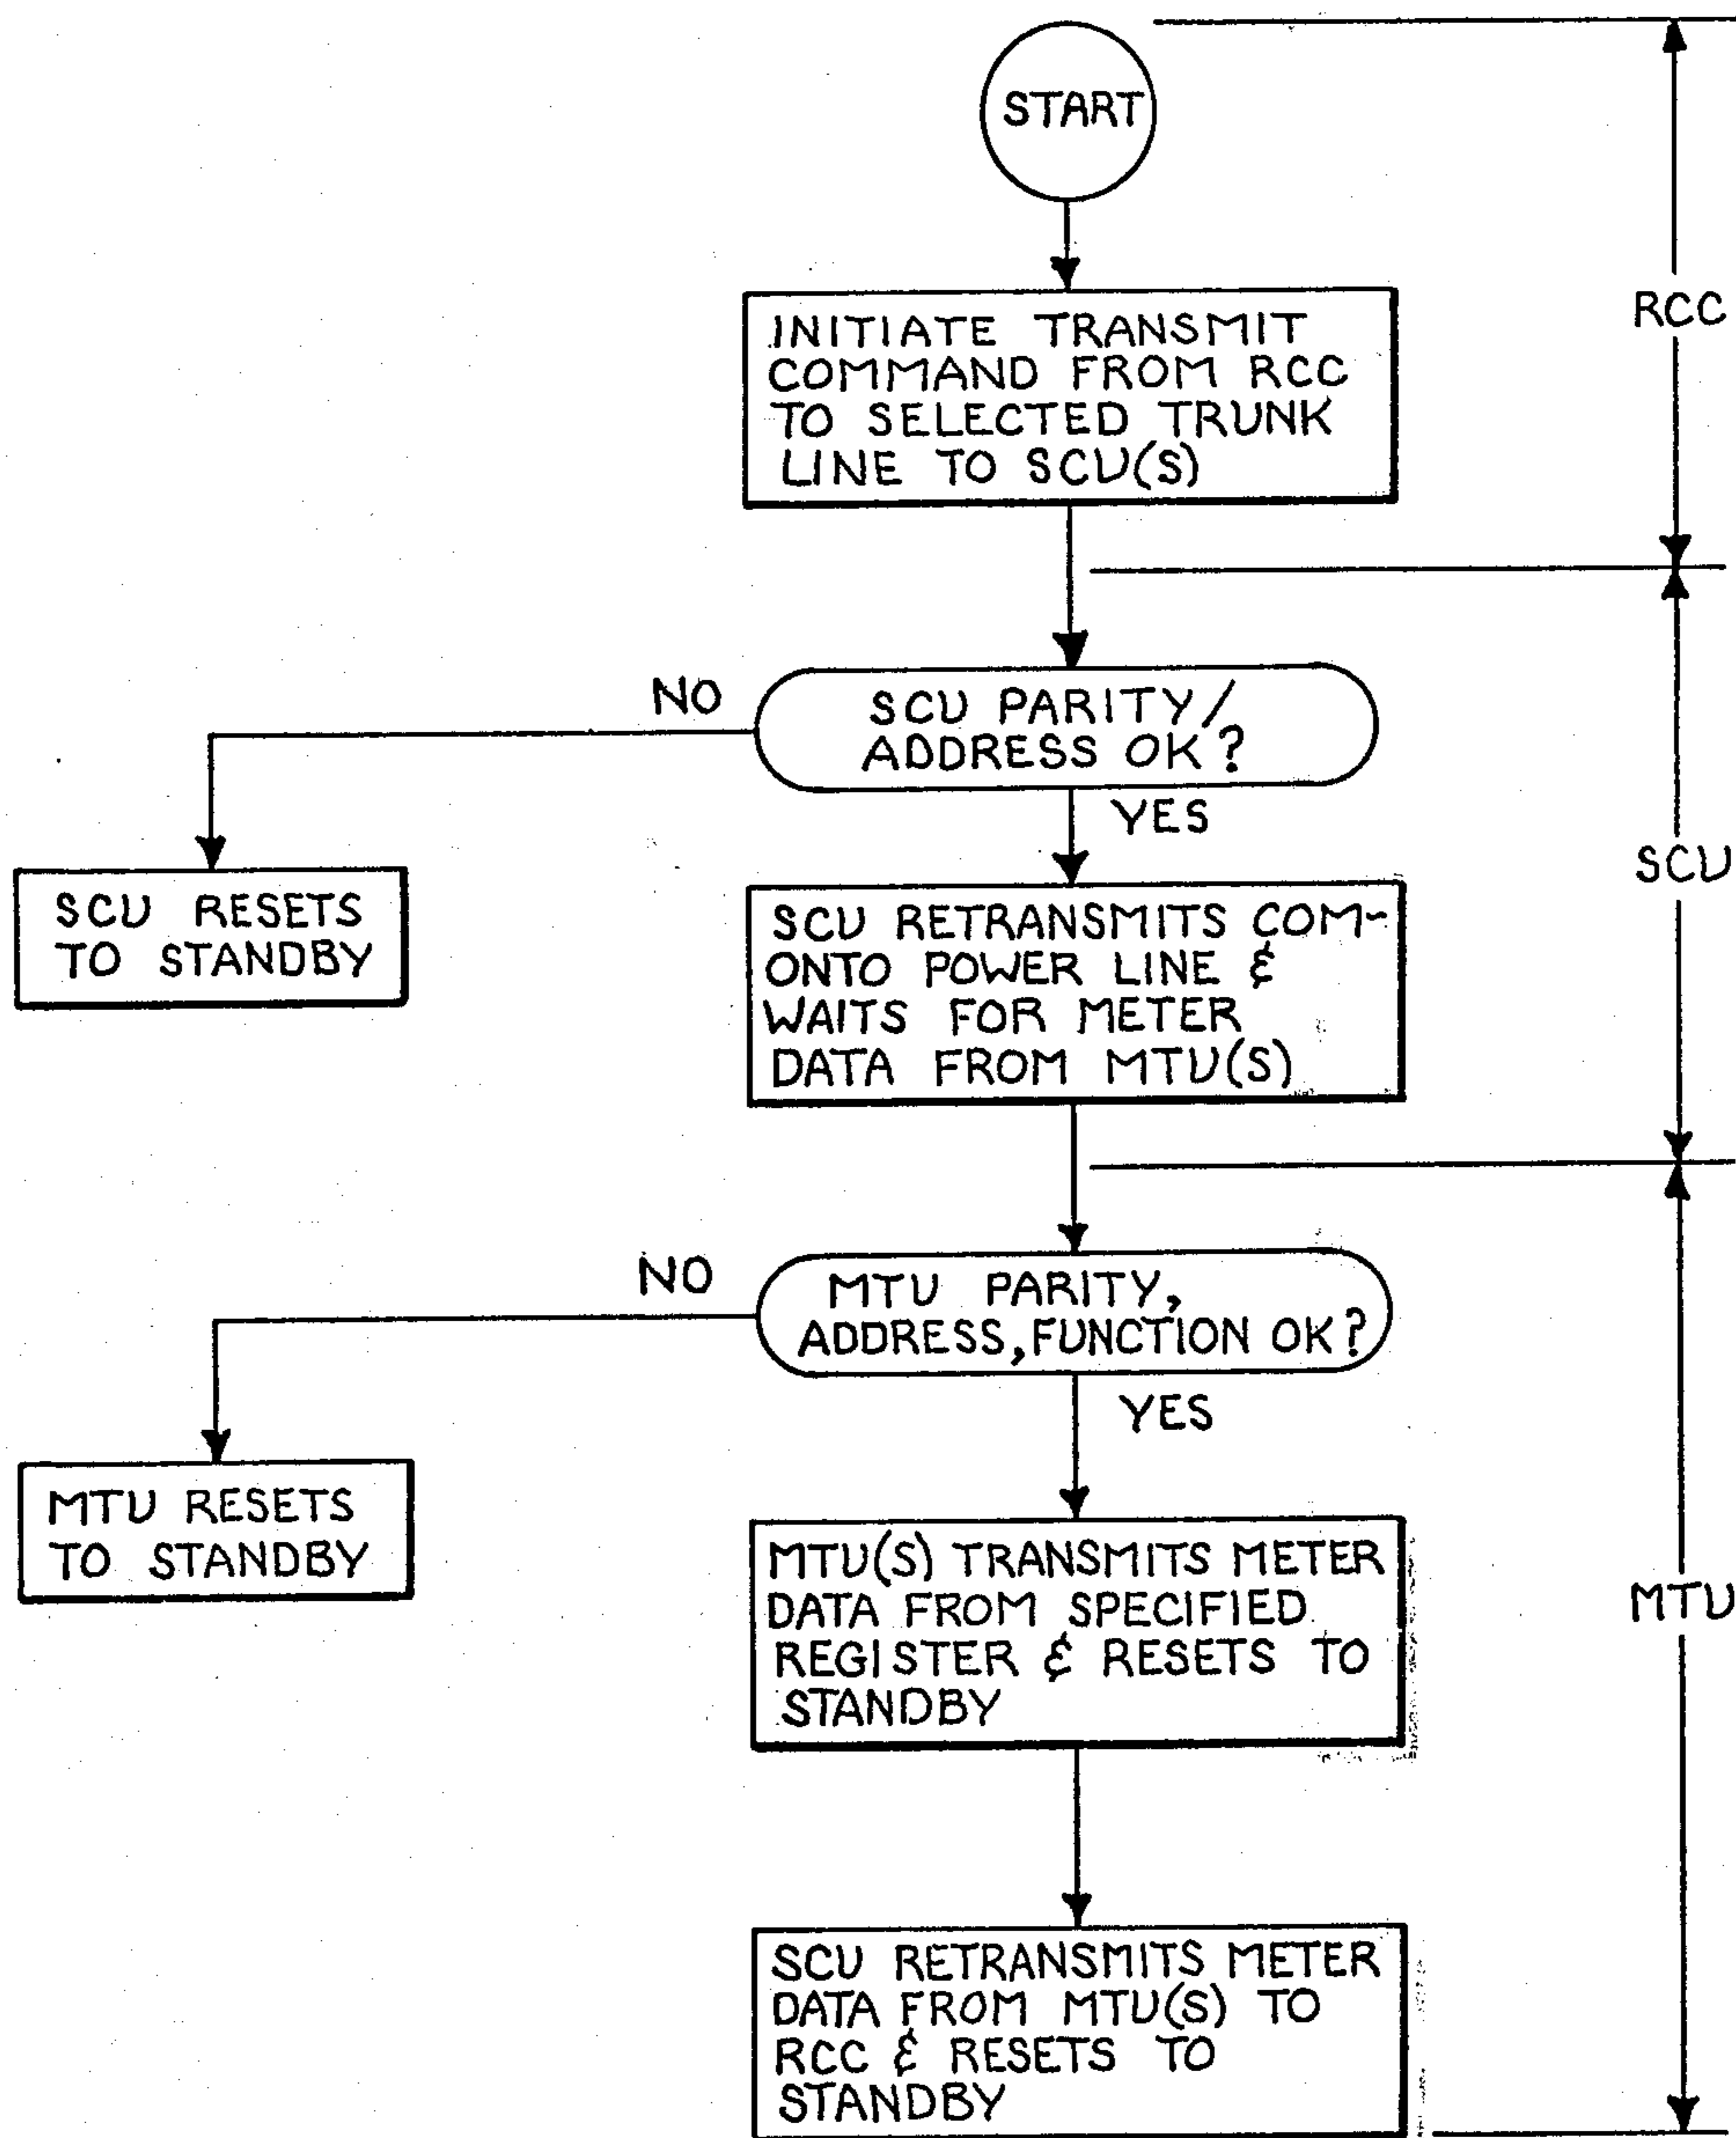 START
INITIATE TRANSMIT
COMMAND FROM RCC
TO SELECTED TRUNK
LINE TO SCU(S)
RCC
SCU PARITY/
ADDRESS OK?
NO
YES
SCU RESETS
TO STANDBY
SCU RETRANSMITS COM-
ONTO POWER LINE &
WAITS FOR METER
DATA FROM MTU(S)
SCU
MTU PARITY,
ADDRESS, FUNCTION OK?
NO
YES
MTU RESETS
TO STANDBY
MTU(S) TRANSMITS METER
DATA FROM SPECIFIED
REGISTER & RESETS TO
STANDBY
MTU
SCU RETRANSMITS METER
DATA FROM MTU(S) TO
RCC & RESETS TO
STANDBY